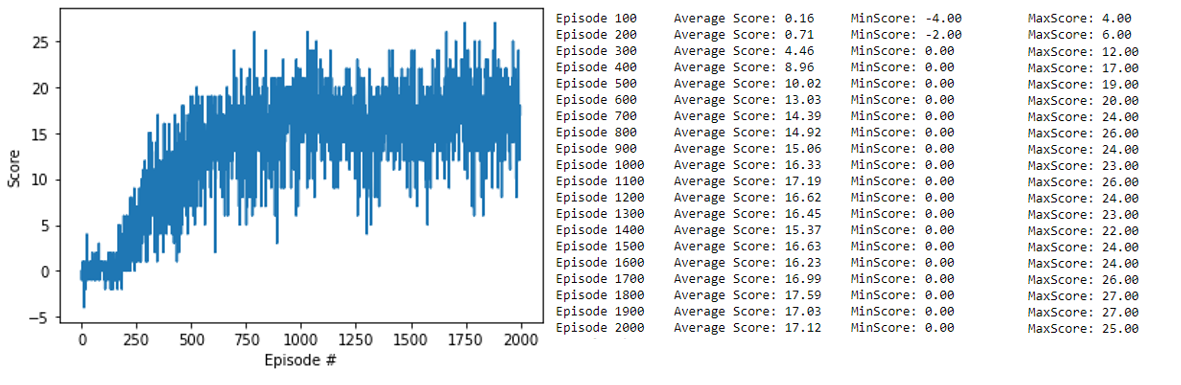 25
20
15
10
5
0
−5
Score
0 250 500 750 1000 1250 1500 1750 2000
Episode #
Episode 100 Average Score: 0.16 MinScore: -4.00 MaxScore: 4.00
Episode 200 Average Score: 0.71 MinScore: -2.00 MaxScore: 6.00
Episode 300 Average Score: 4.46 MinScore: 0.00 MaxScore: 12.00
Episode 400 Average Score: 8.96 MinScore: 0.00 MaxScore: 17.00
Episode 500 Average Score: 10.02 MinScore: 0.00 MaxScore: 19.00
Episode 600 Average Score: 13.03 MinScore: 0.00 MaxScore: 20.00
Episode 700 Average Score: 14.39 MinScore: 0.00 MaxScore: 24.00
Episode 800 Average Score: 14.92 MinScore: 0.00 MaxScore: 26.00
Episode 900 Average Score: 15.06 MinScore: 0.00 MaxScore: 24.00
Episode 1000 Average Score: 16.33 MinScore: 0.00 MaxScore: 23.00
Episode 1100 Average Score: 17.19 MinScore: 0.00 MaxScore: 26.00
Episode 1200 Average Score: 16.62 MinScore: 0.00 MaxScore: 24.00
Episode 1300 Average Score: 16.45 MinScore: 0.00 MaxScore: 23.00
Episode 1400 Average Score: 15.37 MinScore: 0.00 MaxScore: 22.00
Episode 1500 Average Score: 16.63 MinScore: 0.00 MaxScore: 24.00
Episode 1600 Average Score: 16.23 MinScore: 0.00 MaxScore: 24.00
Episode 1700 Average Score: 16.99 MinScore: 0.00 MaxScore: 26.00
Episode 1800 Average Score: 17.59 MinScore: 0.00 MaxScore: 27.00
Episode 1900 Average Score: 17.03 MinScore: 0.00 MaxScore: 27.00
Episode 2000 Average Score: 17.12 MinScore: 0.00 MaxScore: 25.00